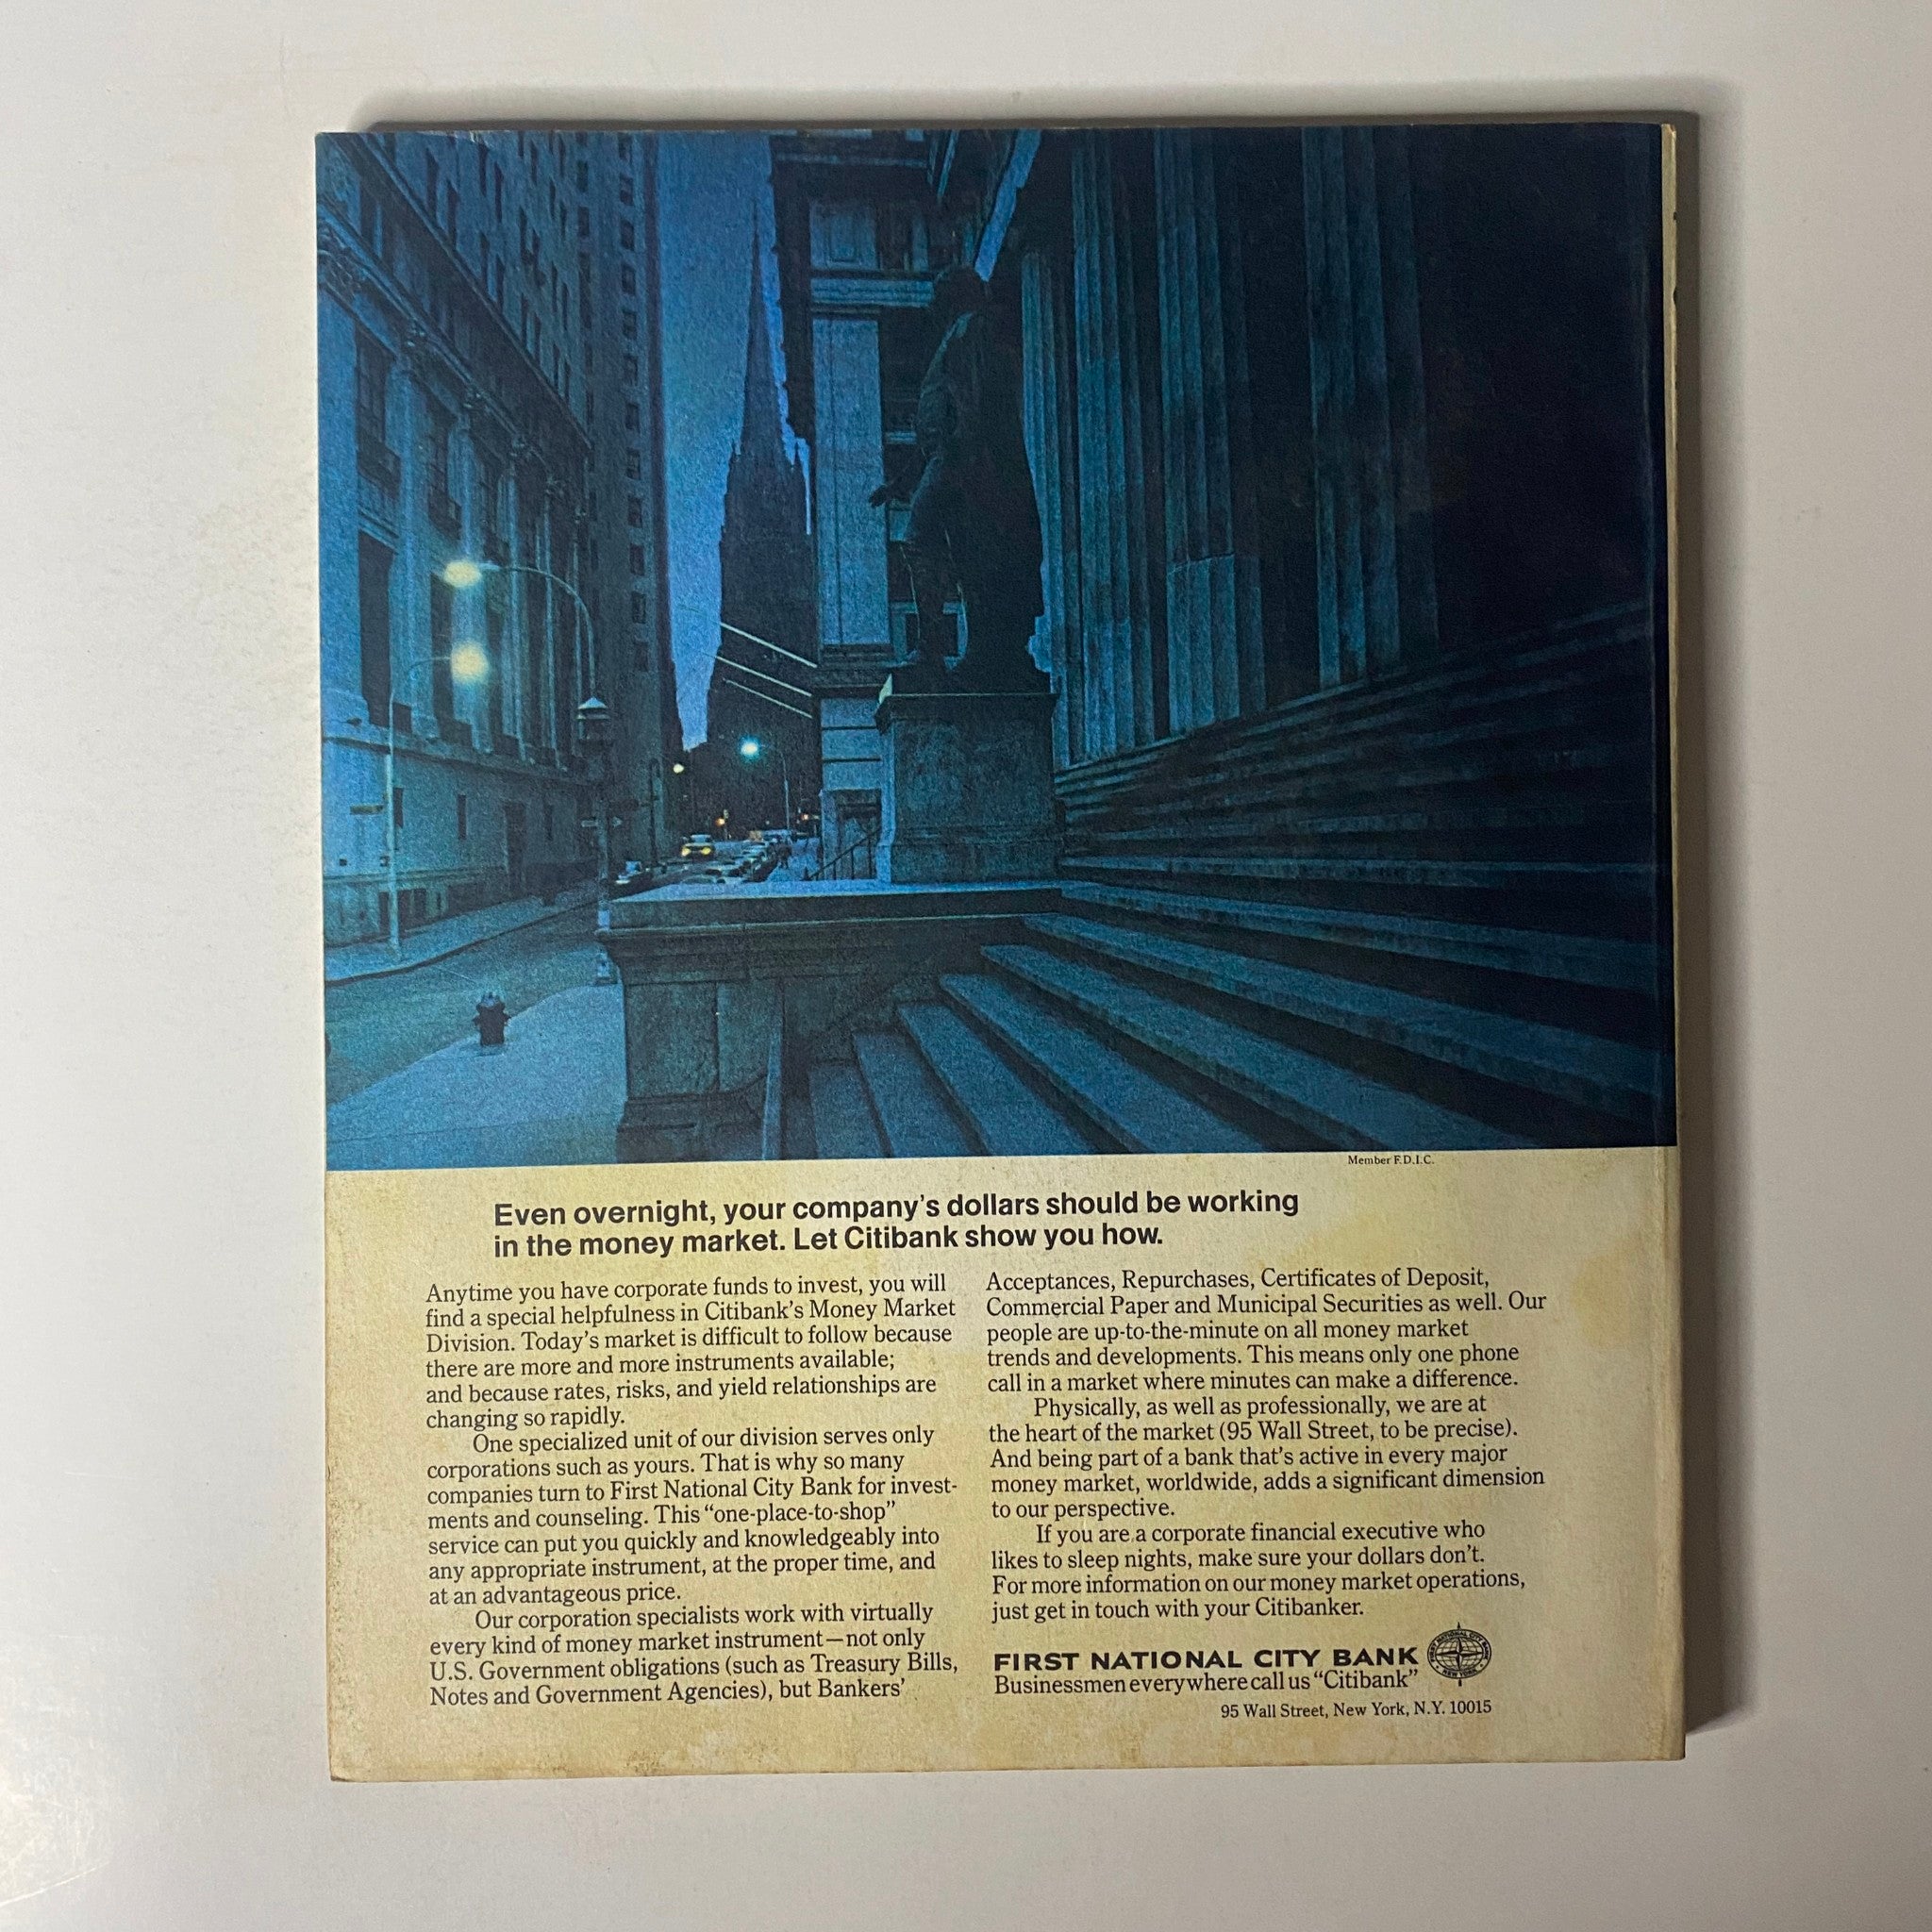 Member F.D.I.C.
Even overnight, your company's dollars should be working
in the money market. Let Citibank show you how.
Anytime you have corporate funds to invest, you will
find a special helpfulness in Citibank's Money Market
Division. Today's market is difficult to follow because
there are more and more instruments available;
and because rates, risks, and yield relationships are
changing so rapidly.
One specialized unit of our division serves only
corporations such as yours. That is why so many
companies turn to First National City Bank for invest-
ments and counseling. This “one-place-to-shop”
service can put you quickly and knowledgeably into
any appropriate instrument, at the proper time, and
at an advantageous price.
Our corporation specialists work with virtually
every kind of money market instrument—not only
U.S. Government obligations (such as Treasury Bills,
Notes and Government Agencies), but Bankers'
Acceptances, Repurchases, Certificates of Deposit,
Commercial Paper and Municipal Securities as well. Our
people are up-to-the-minute on all money market
trends and developments. This means only one phone
call in a market where minutes can make a difference.
Physically, as well as professionally, we are at
the heart of the market (95 Wall Street, to be precise).
And being part of a bank that's active in every major
money market, worldwide, adds a significant dimension
to our perspective.
If you are a corporate financial executive who
likes to sleep nights, make sure your dollars don't.
For more information on our money market operations,
just get in touch with your Citibanker.
FIRST NATIONAL CITY BANK
Businessmen everywhere call us “Citibank”
95 Wall Street, New York, N.Y. 10015
FIRST NATIONAL CITY BANK
NEW YORK